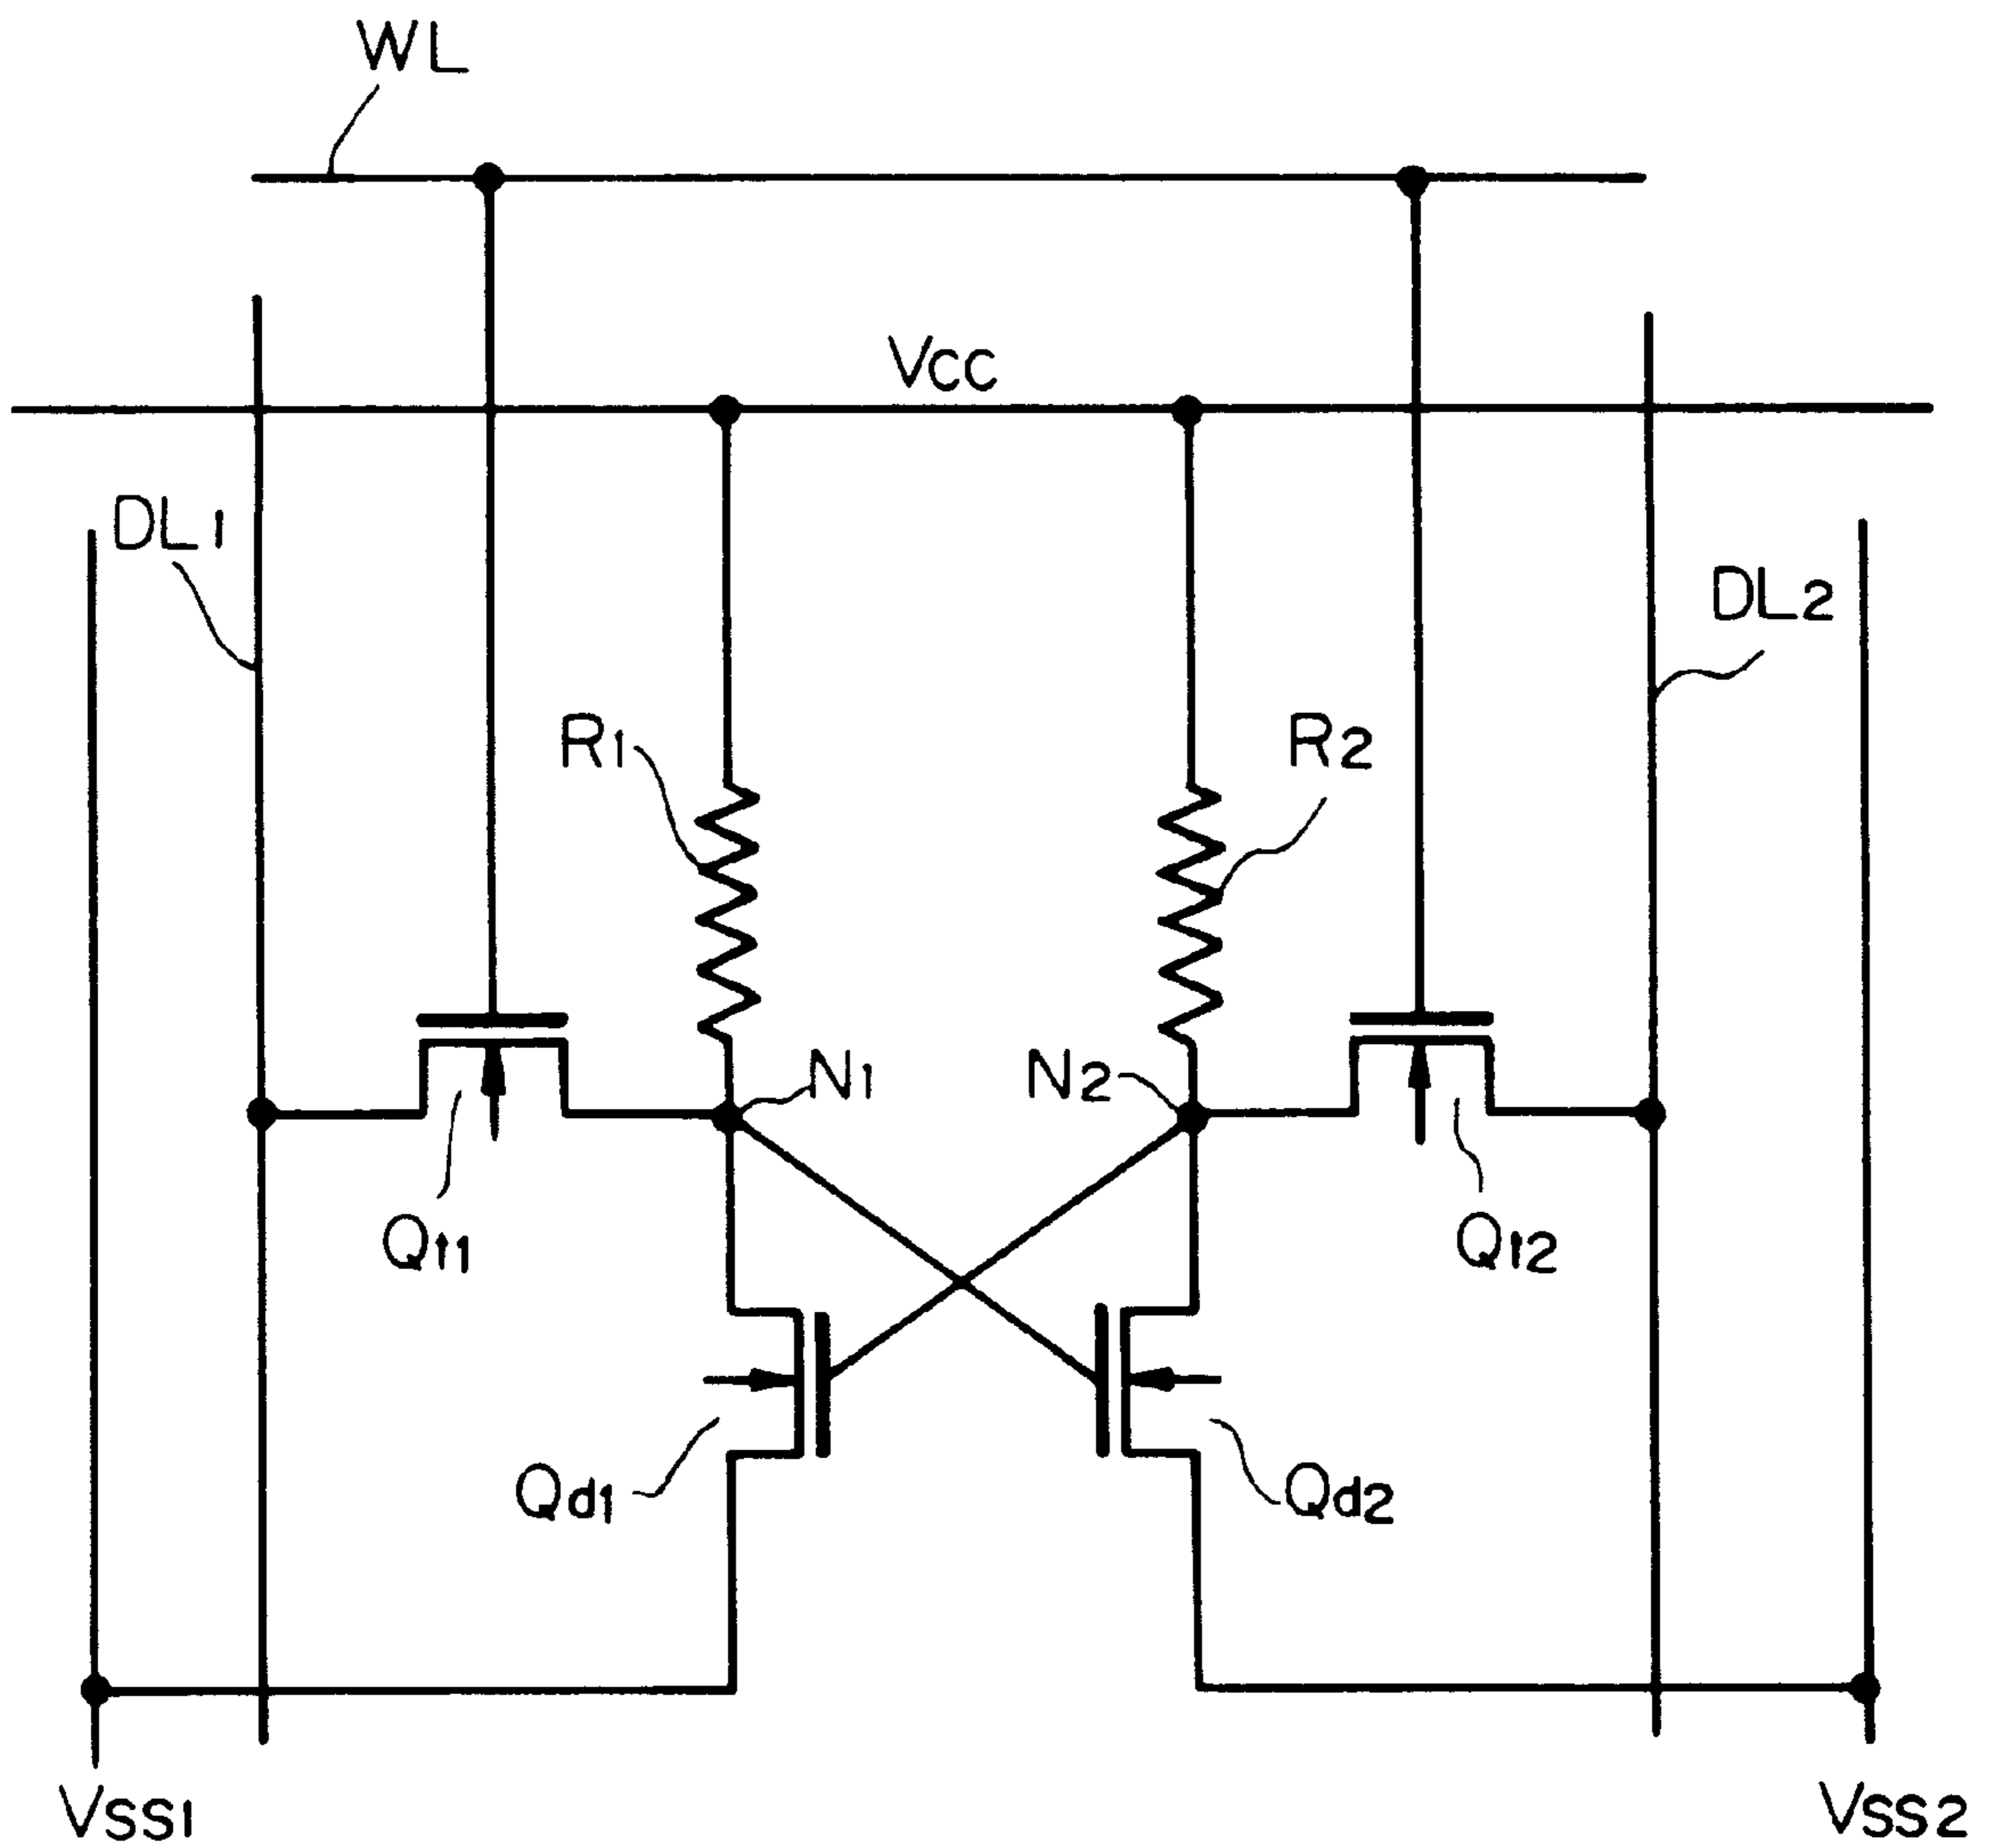 WL
Vcc
DL1
DL2
R1
R2
N1
N2
Qt1
Qt2
Qd1
Qd2
Vss1
Vss2